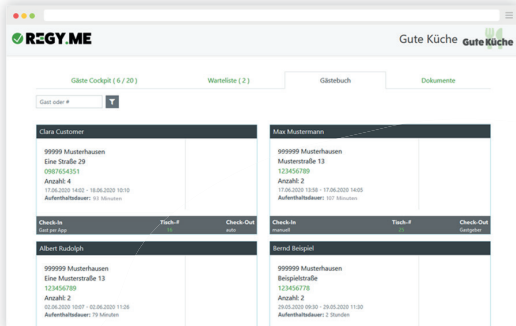 REGY.ME
Gute Küche Gute Küche
Gäste Cockpit ( 6 / 20 ) Warteliste ( 2 ) Gästebuch Dokumente
Gast oder #
Clara Customer
99999 Musterhausen
Eine Straße 29
0987654351
Anzahl: 4
17.06.2020 14:02 - 18.06.2020 10:10
Aufenthaltsdauer: 93 Minuten
Check-In Tisch-# Check-Out
Gast per App 19 auto
Max Mustermann
999999 Musterhausen
Musterstraße 13
123456789
Anzahl: 2
17.06.2020 13:58 - 17.06.2020 14:05
Aufenthaltsdauer: 107 Minuten
Check-In Tisch-# Check-Out
manuell 21 Gastgeber
Albert Rudolph
999999 Musterhausen
Eine Musterstraße 13
123456789
Anzahl: 2
02.06.2020 10:07 - 02.06.2020 11:26
Aufenthaltsdauer: 79 Minuten
Bernd Beispiel
999999 Musterhausen
Beispielstraße
123456778
Anzahl: 2
29.05.2020 09:30 - 29.05.2020 11:30
Aufenthaltsdauer: 2 Stunden